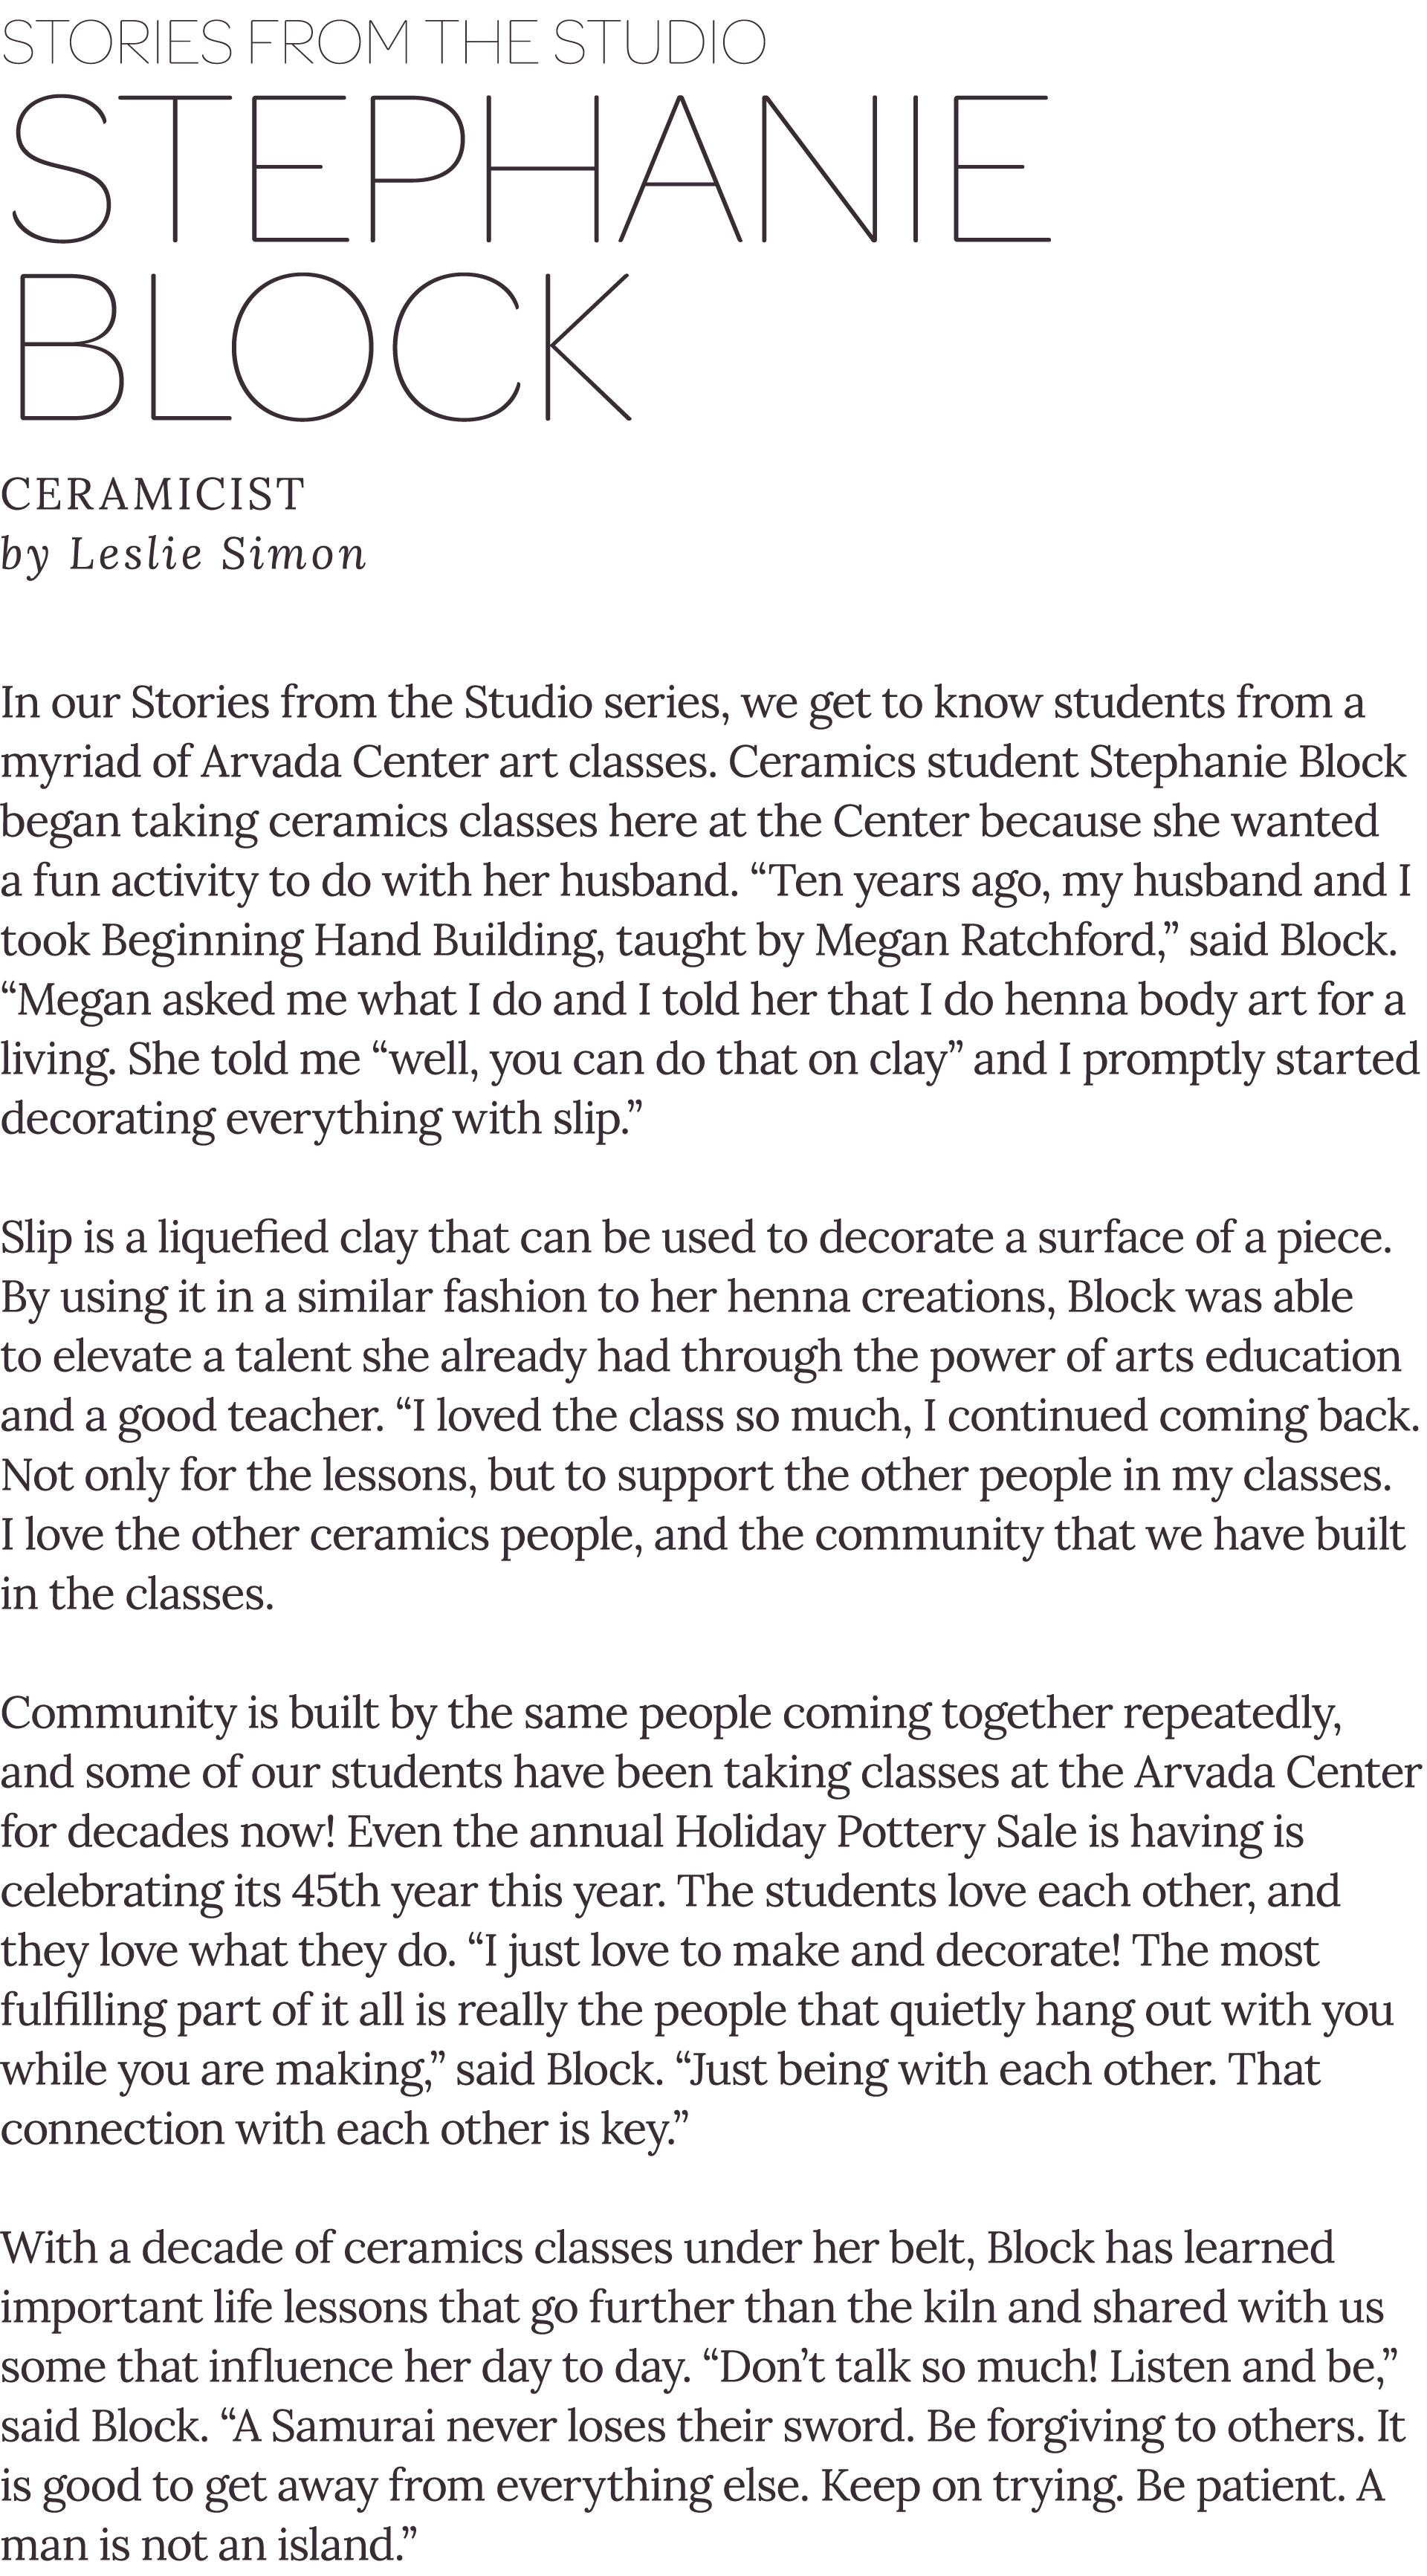 STORIES FROM THE STUDIO
STEPHANIE
BLOCK
CERAMICIST
by Leslie Simon
In our Stories from the Studio series, we get to know students from a
myriad of Arvada Center art classes. Ceramics student Stephanie Block
began taking ceramics classes here at the Center because she wanted
a fun activity to do with her husband. “Ten years ago, my husband and I
took Beginning Hand Building, taught by Megan Ratchford,” said Block.
“Megan asked me what I do and I told her that I do henna body art for a
living. She told me “well, you can do that on clay” and I promptly started
decorating everything with slip.”
Slip is a liquefied clay that can be used to decorate a surface of a piece.
By using it in a similar fashion to her henna creations, Block was able
to elevate a talent she already had through the power of arts education
and a good teacher. “I loved the class so much, I continued coming back.
Not only for the lessons, but to support the other people in my classes.
I love the other ceramics people, and the community that we have built
in the classes.
Community is built by the same people coming together repeatedly,
and some of our students have been taking classes at the Arvada Center
for decades now! Even the annual Holiday Pottery Sale is having is
celebrating its 45th year this year. The students love each other, and
they love what they do. “I just love to make and decorate! The most
fulfilling part of it all is really the people that quietly hang out with you
while you are making,” said Block. “Just being with each other. That
connection with each other is key.”
With a decade of ceramics classes under her belt, Block has learned
important life lessons that go further than the kiln and shared with us
some that influence her day to day. “Don’t talk so much! Listen and be,”
said Block. “A Samurai never loses their sword. Be forgiving to others. It
is good to get away from everything else. Keep on trying. Be patient. A
man is not an island.”